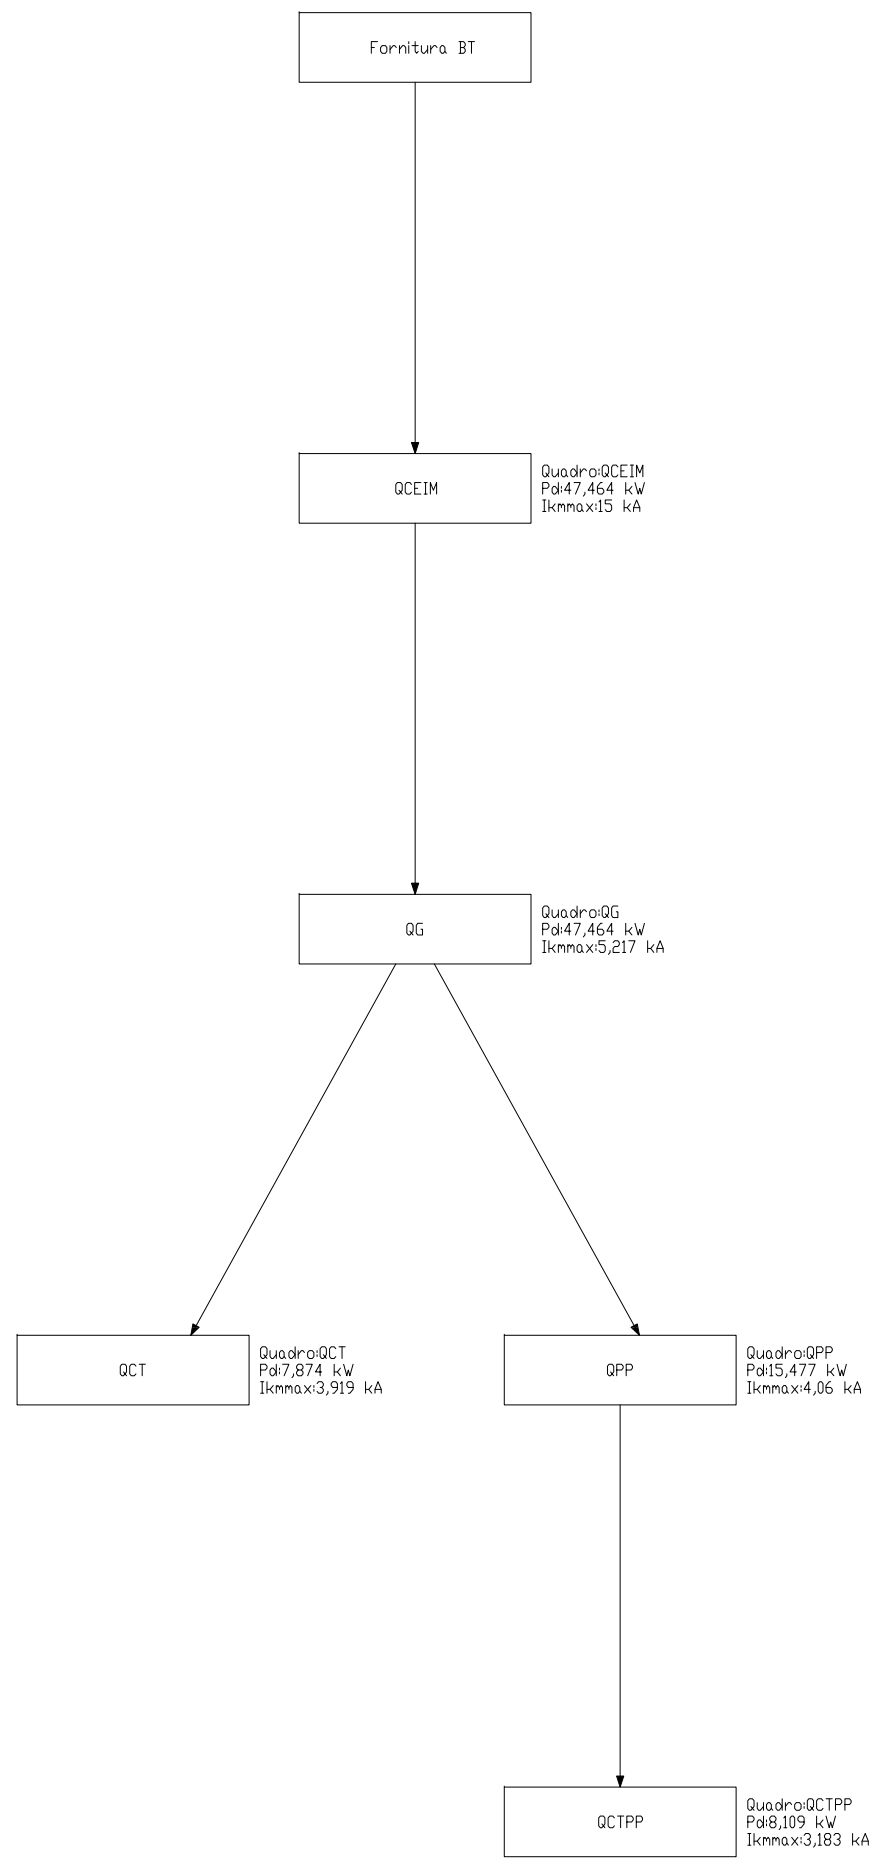 Fornitura BT
QCEIM
Quadro:QCEIM
Pd:47,464 kW
Ikmmax:15 kA
QG
Quadro:QG
Pd:47,464 kW
Ikmmax:5,217 kA
QCT
Quadro:QCT
Pd:7,874 kW
Ikmmax:3,919 kA
QPP
Quadro:QPP
Pd:15,477 kW
Ikmmax:4,06 kA
QCTPP
Quadro:QCTPP
Pd:8,109 kW
Ikmmax:3,183 kA